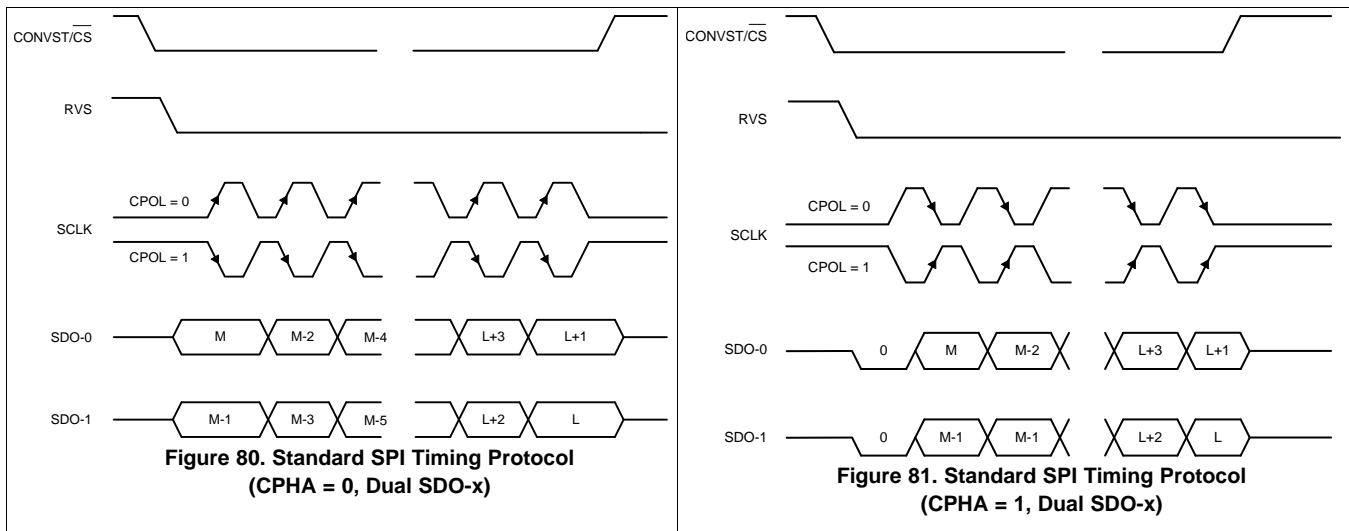 CONVST/CS
RVS
CPOL = 0
SCLK
CPOL = 1
SDO-0
M M-2 M-4 L+3 L+1
SDO-1
M-1 M-3 M-5 L+2 L
Figure 80. Standard SPI Timing Protocol
(CPHA = 0, Dual SDO-x)
CONVST/CS
RVS
CPOL = 0
SCLK
CPOL = 1
SDO-0
0 M M-2 L+3 L+1
SDO-1
0 M-1 M-1 L+2 L
Figure 81. Standard SPI Timing Protocol
(CPHA = 1, Dual SDO-x)